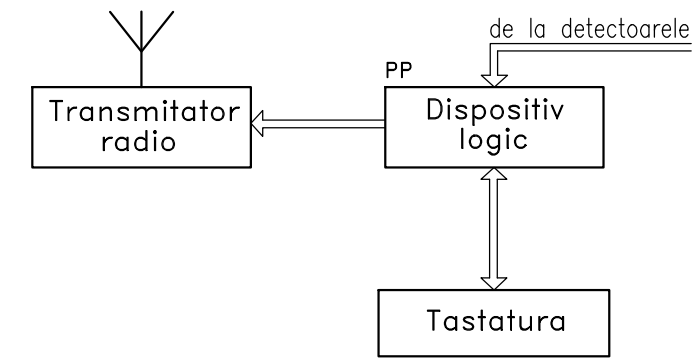 de la detectoarele
PP
Transmitator
radio
Dispozitiv
logic
Tastatura